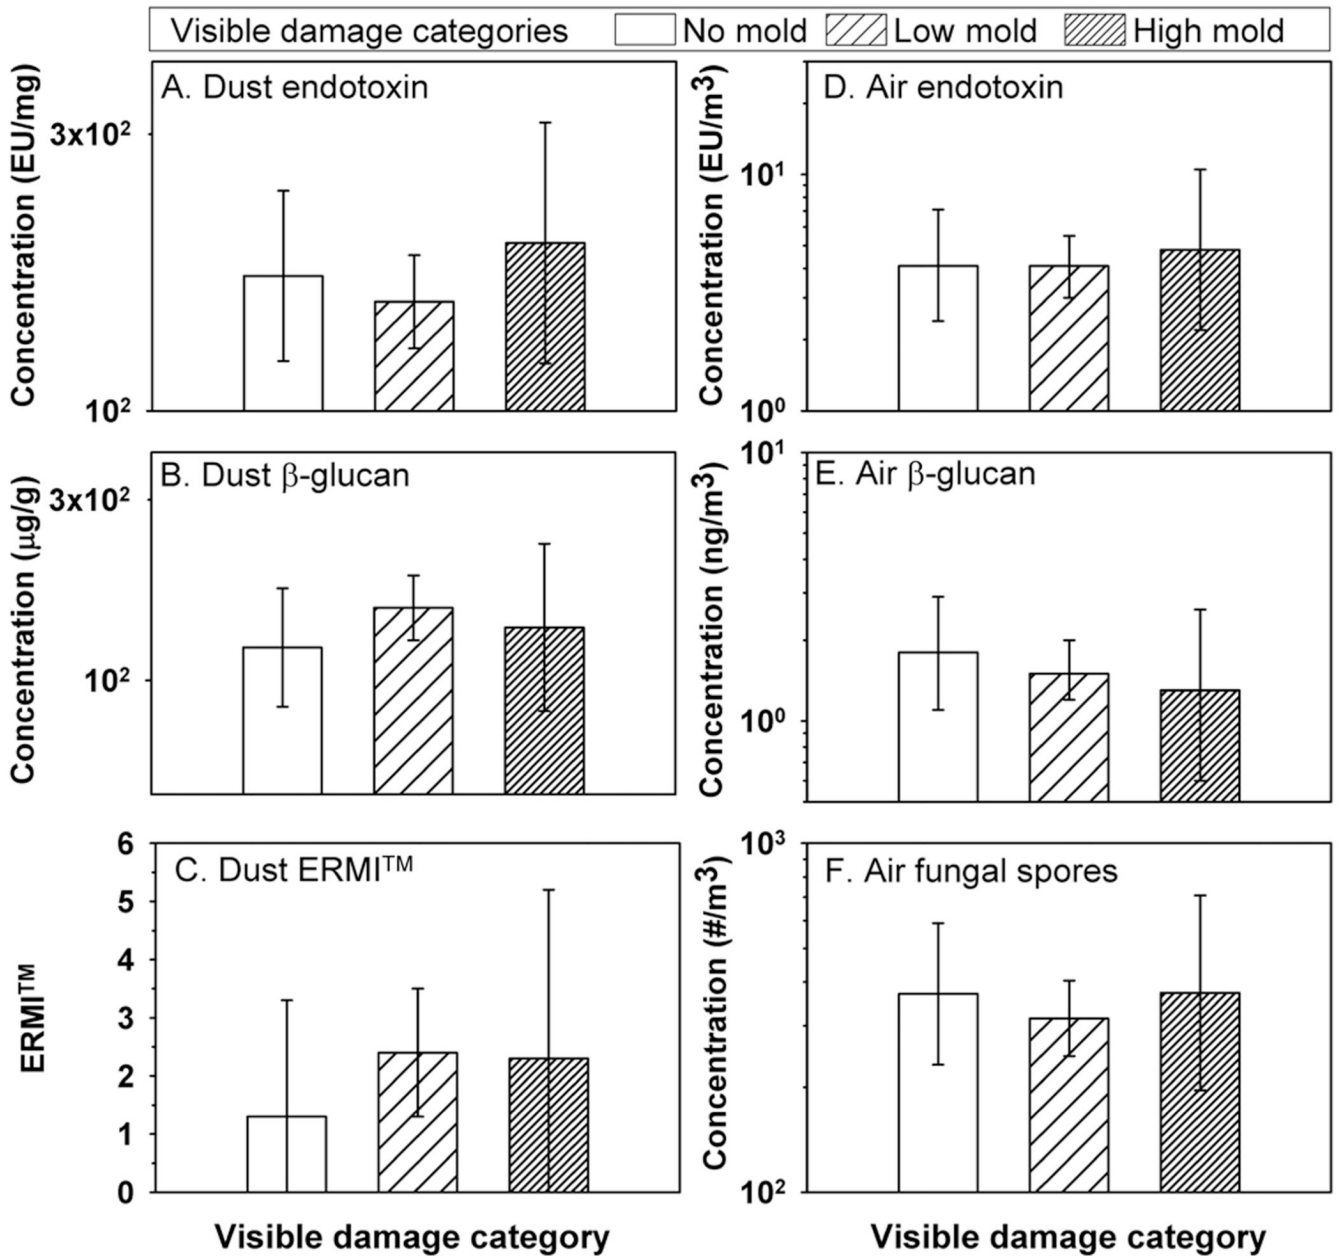 Visible damage categories No mold Low mold High mold
A. Dust endotoxin
Concentration (EU/mg)
3x10²
10²
D. Air endotoxin
Concentration (EU/m³)
10¹
10⁰
B. Dust β-glucan
Concentration (μg/g)
3x10²
10²
E. Air β-glucan
Concentration (ng/m³)
10¹
10⁰
C. Dust ERMI™
ERMI™
6
5
4
3
2
1
0
Visible damage category
F. Air fungal spores
Concentration (#/m³)
10³
10²
Visible damage category